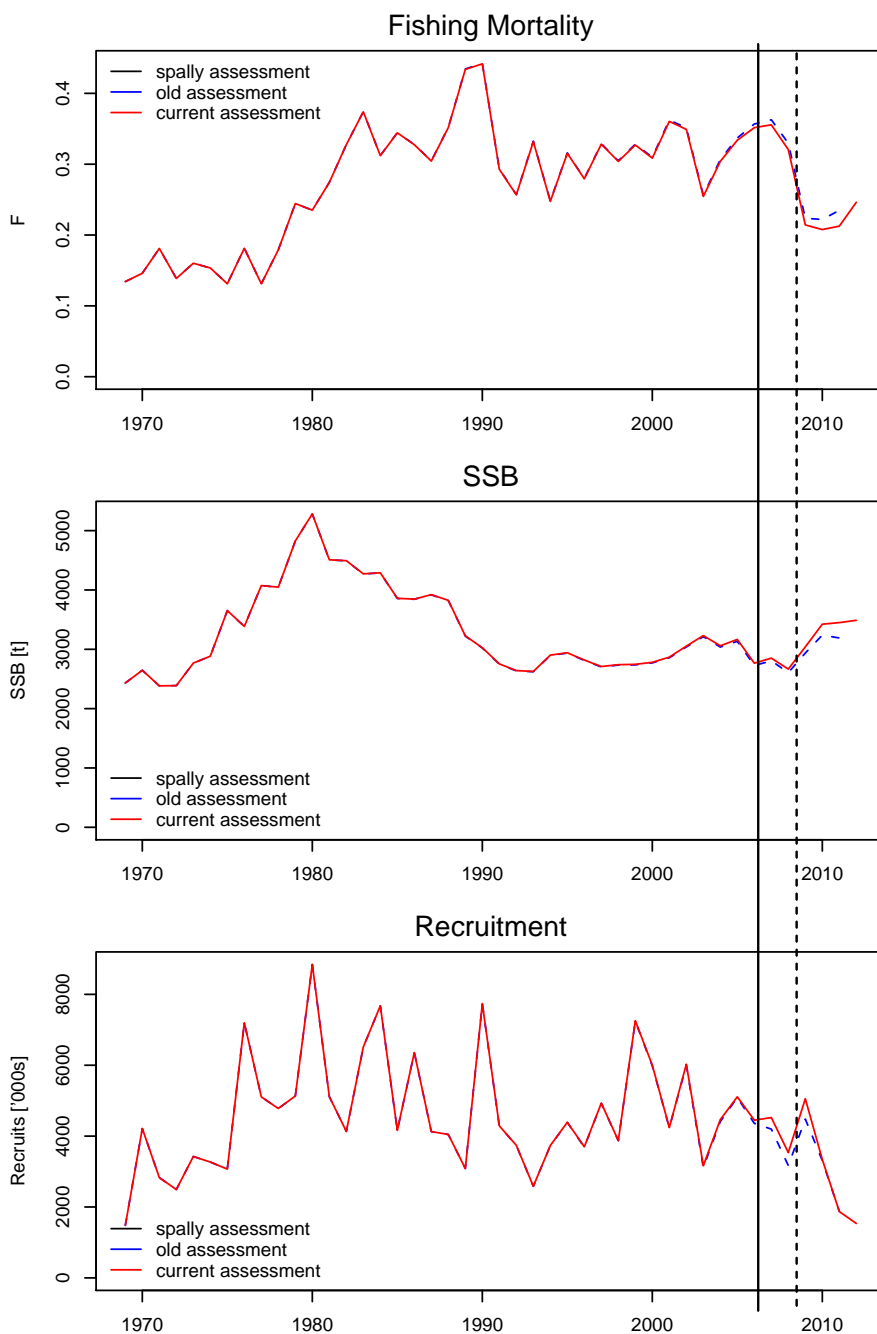 Fishing Mortality
spally assessment
old assessment
current assessment
F
0.0
0.1
0.2
0.3
0.4
1970 1980 1990 2000 2010
SSB
SSB [t]
0
1000
2000
3000
4000
5000
spally assessment
old assessment
current assessment
1970 1980 1990 2000 2010
Recruitment
Recruits ['000s]
0
2000
4000
6000
8000
spally assessment
old assessment
current assessment
1970 1980 1990 2000 2010